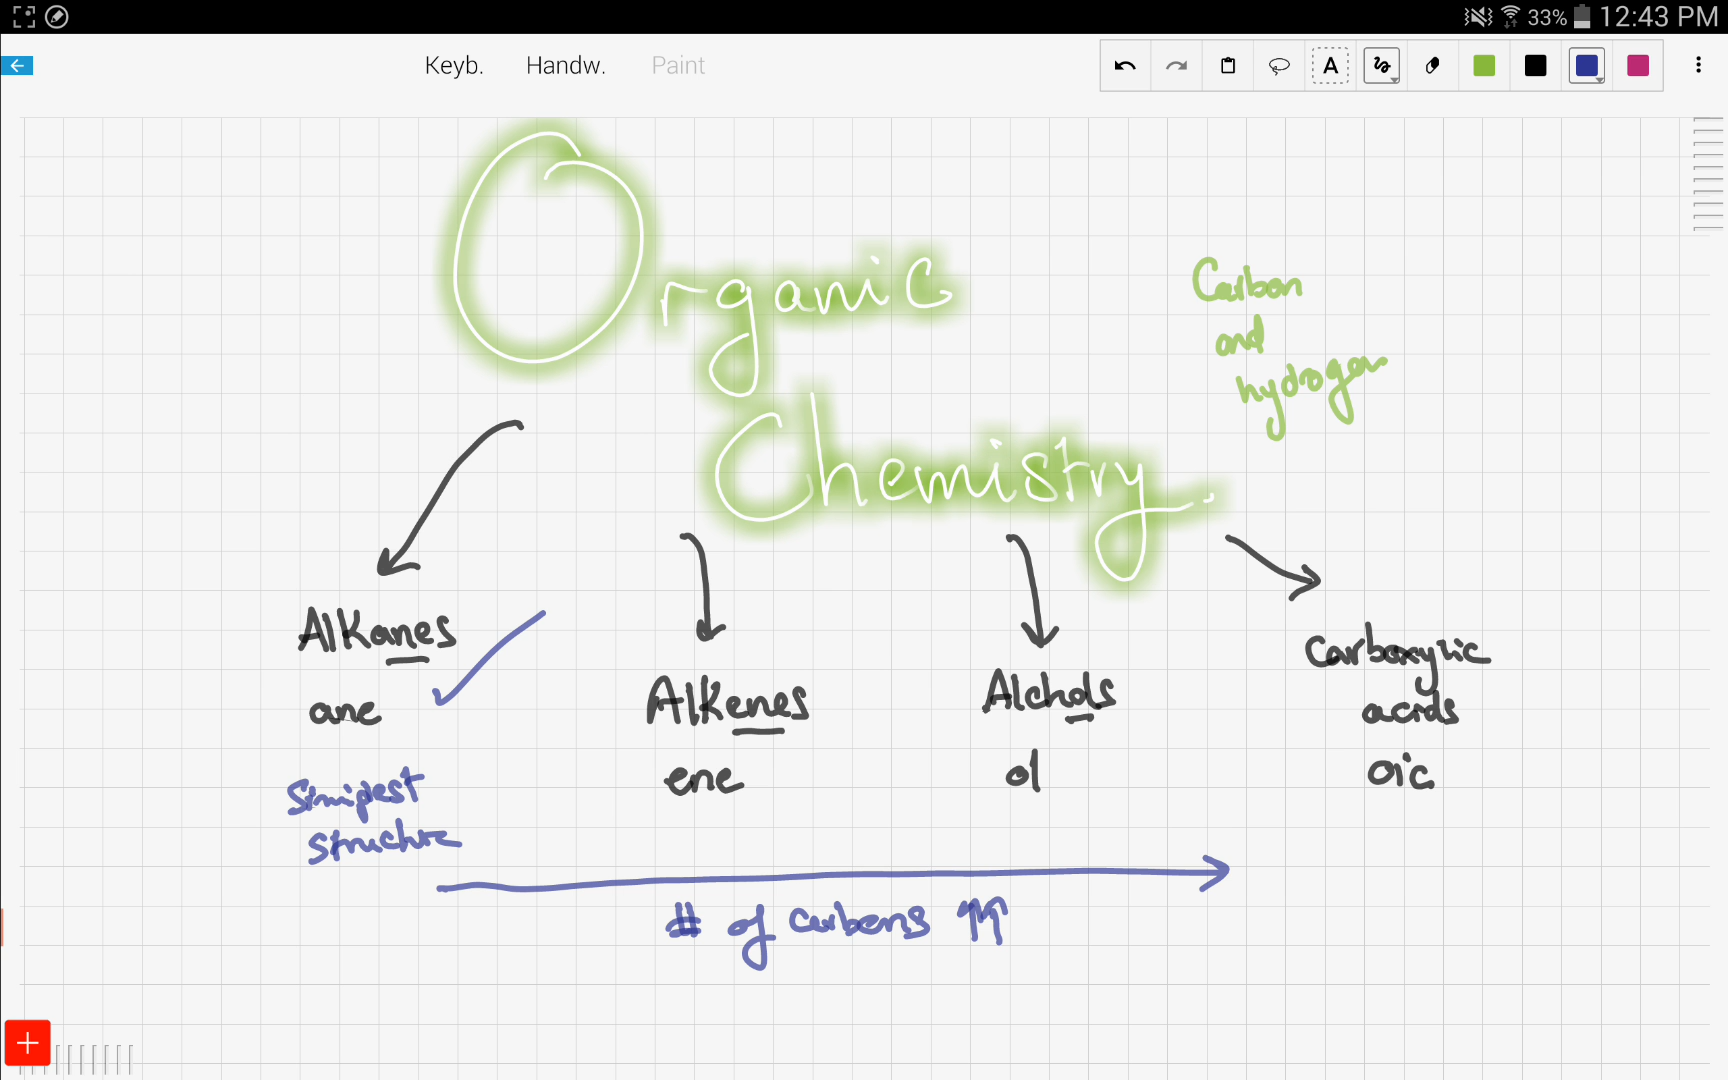 33% 12:43 PM
Keyb. Handw. Paint
A
Organic
Chemistry.
Carbon
and
hydrogen
Alkanes
ane
Simplest
structure
Alkenes
ene
Alchols
ol
Carboxylic
acids
oic
# of carbons ↑↑